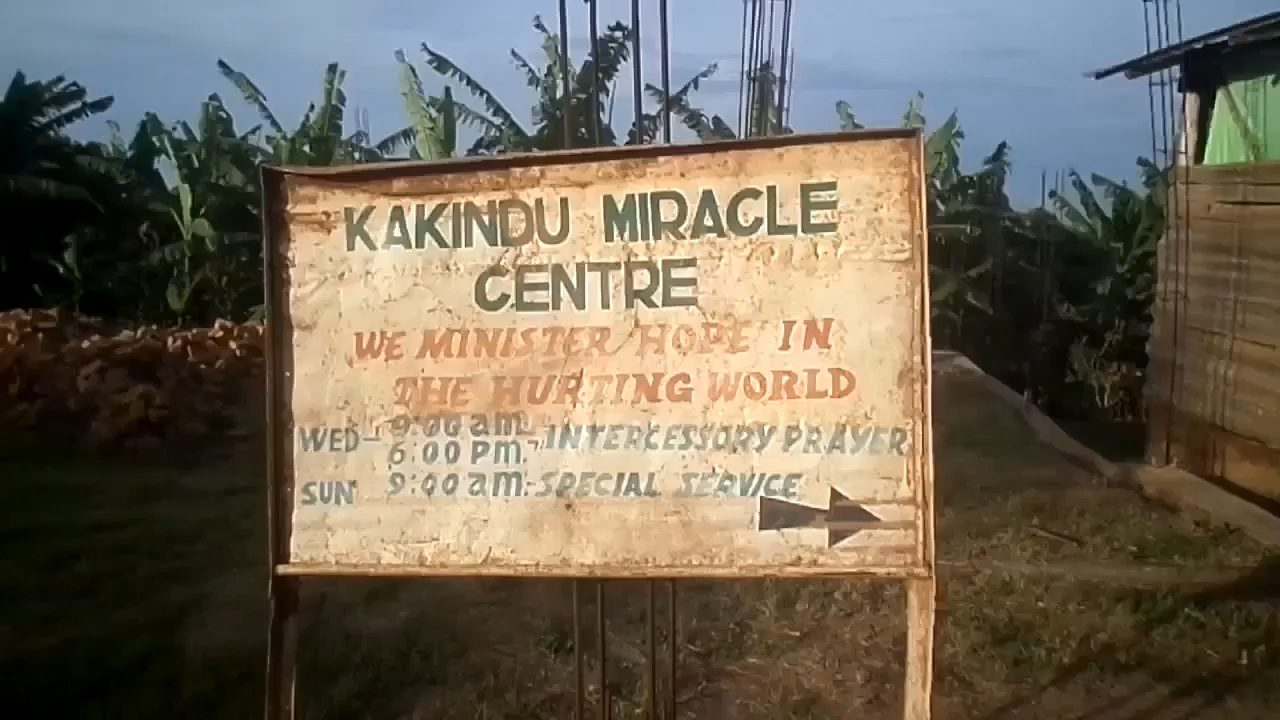 KAKINDU MIRACLE
CENTRE
WE MINISTER HOPE IN
THE HURTING WORLD
WED- 9:00 am - INTERCESSORY PRAYER
6:00 Pm.
SUN 9:00 am: SPECIAL SERVICE